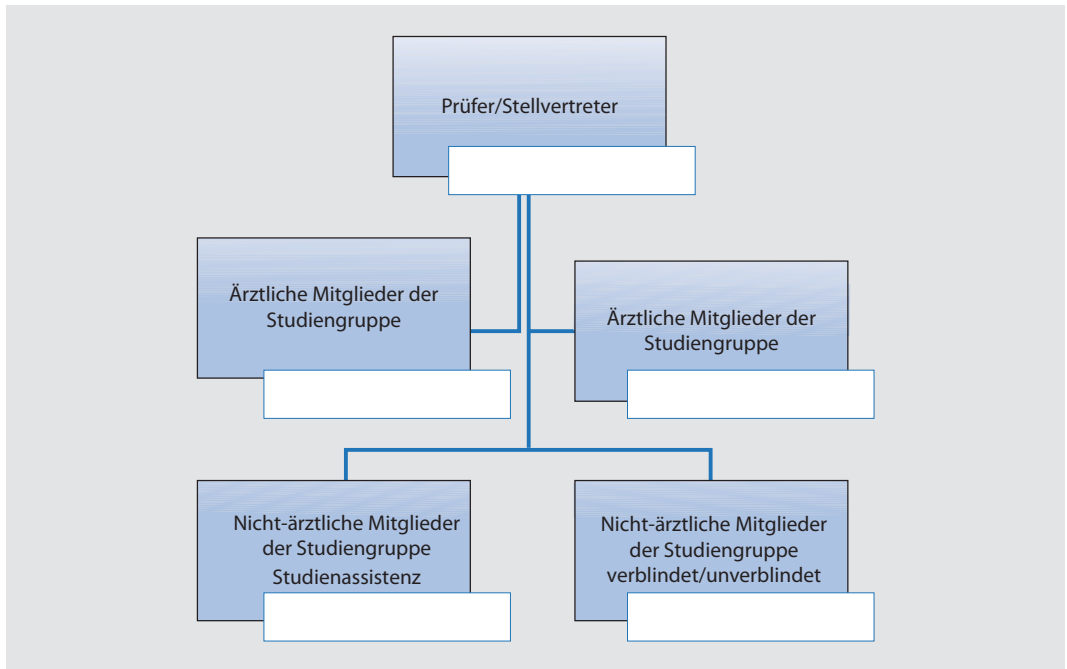 Prüfer/Stellvertreter
Ärztliche Mitglieder der
Studiengruppe
Ärztliche Mitglieder der
Studiengruppe
Nicht-ärztliche Mitglieder
der Studiengruppe
Studienassistenz
Nicht-ärztliche Mitglieder
der Studiengruppe
verblindet/unverblindet